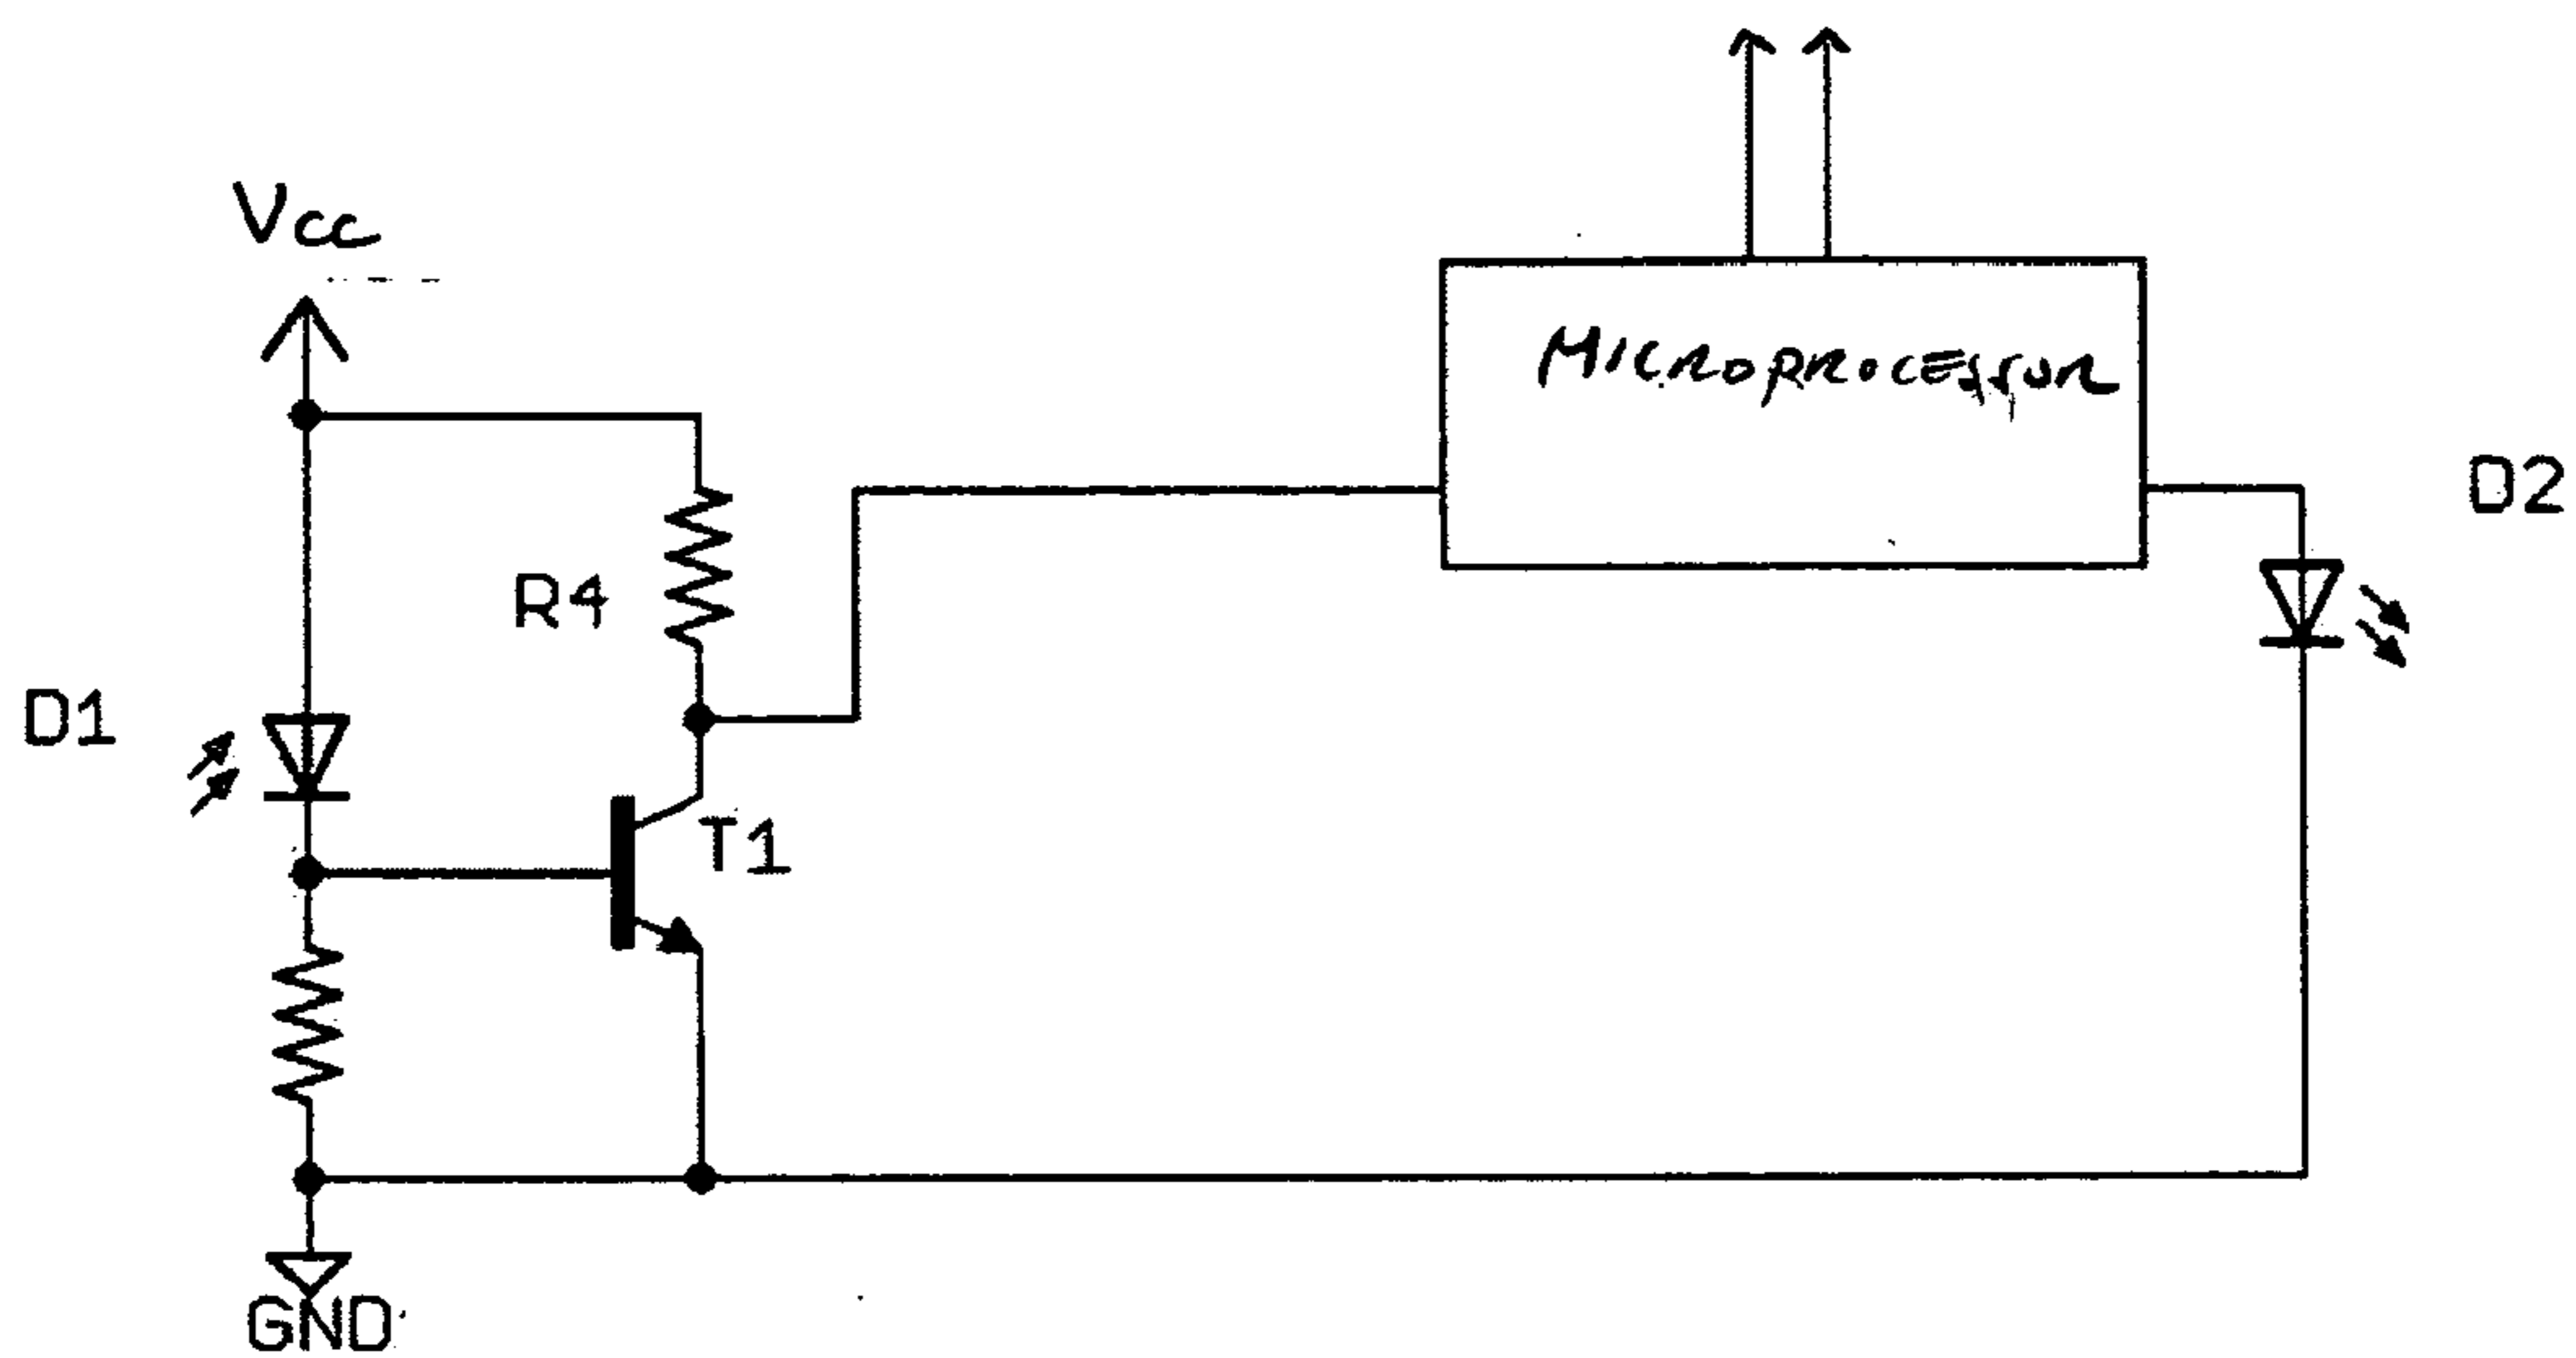 Vcc
MICROPROCESSOR
D2
R4
D1
T1
GND